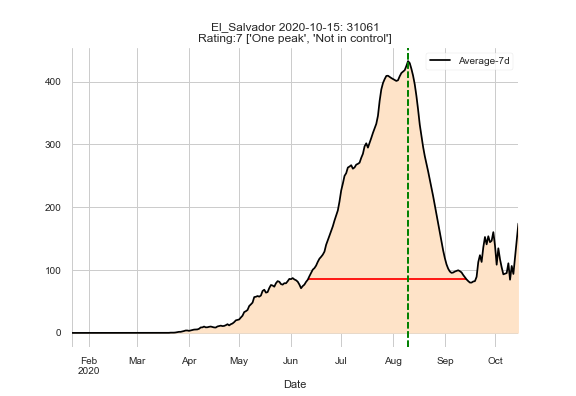 El_Salvador 2020-10-15: 31061
Rating:7 ['One peak', 'Not in control']
Average-7d
400
300
200
100
0
Feb
2020
Mar
Apr
May
Jun
Jul
Aug
Sep
Oct
Date